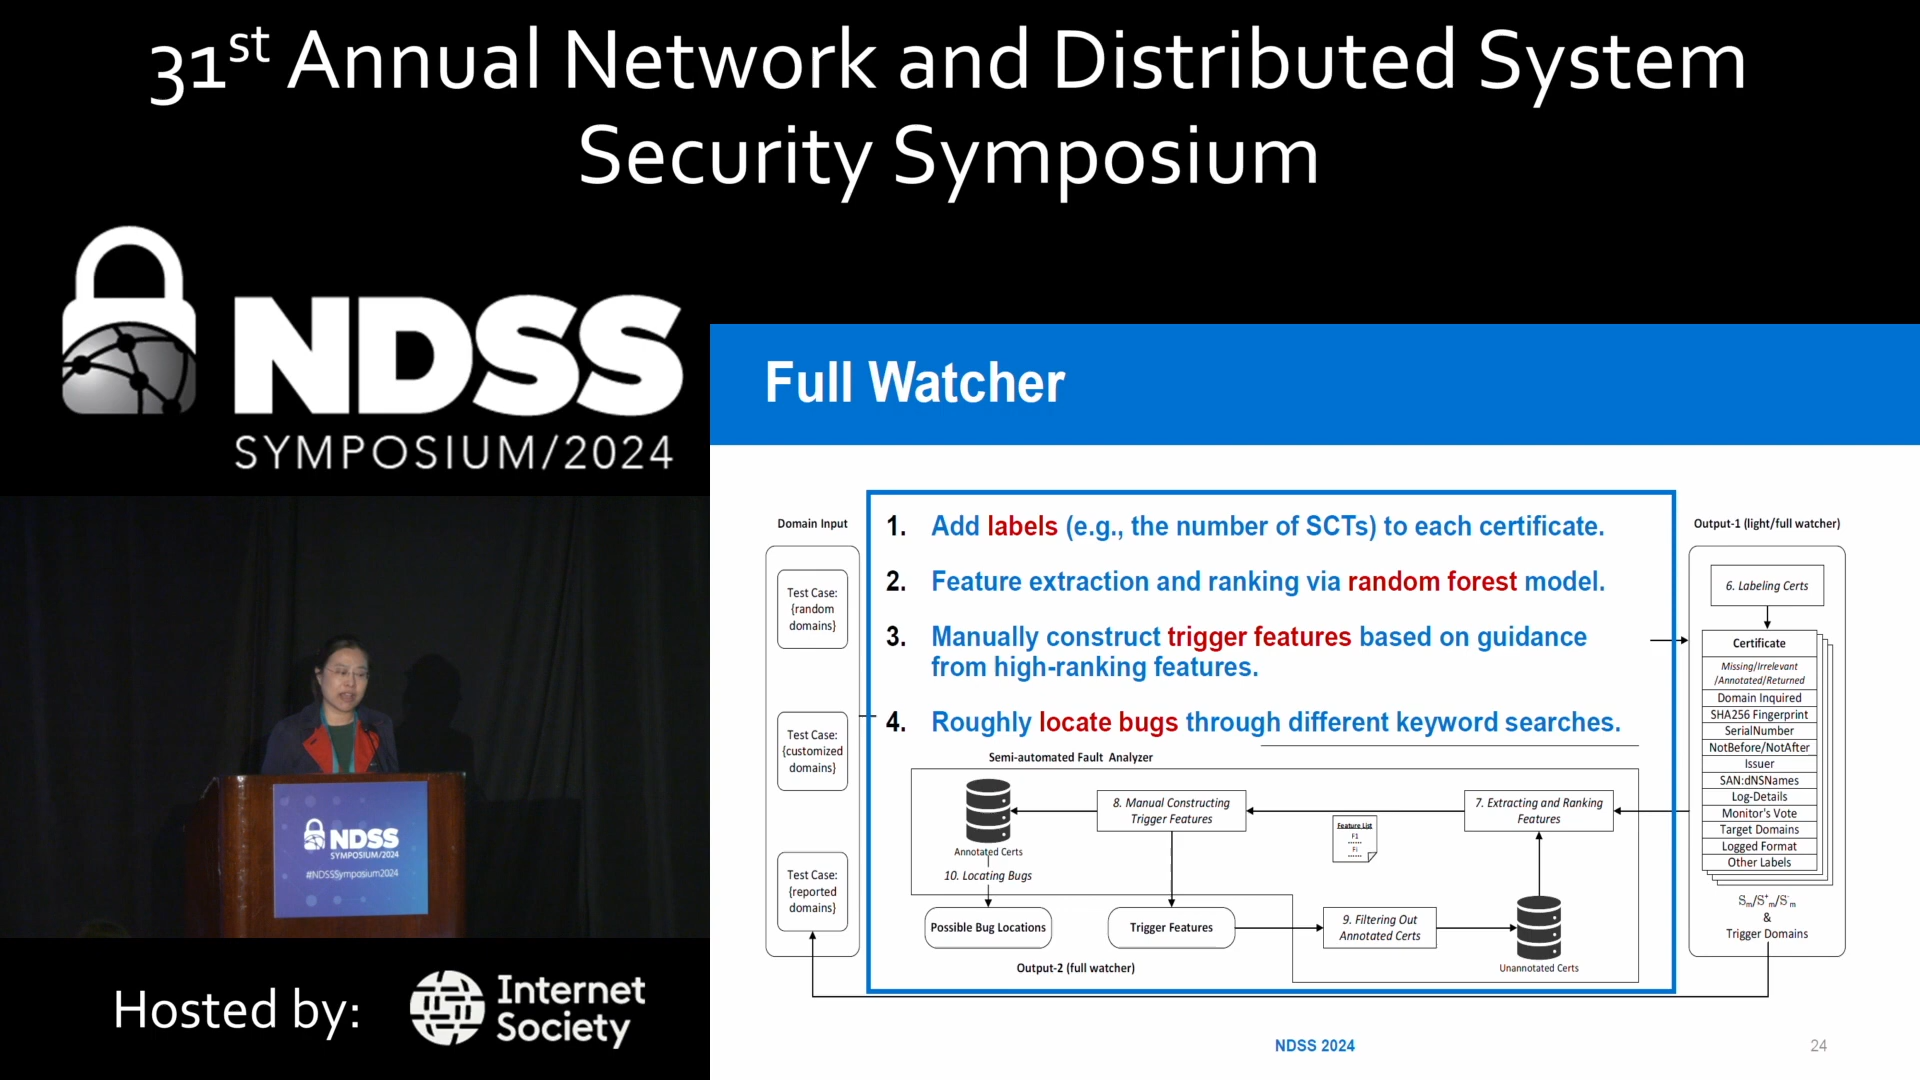 31st Annual Network and Distributed System
Security Symposium
NDSS
SYMPOSIUM/2024
Full Watcher
Domain Input
Test Case:
{random
domains}
Test Case:
{customized
domains}
Test Case:
{reported
domains}
1. Add labels (e.g., the number of SCTs) to each certificate.
2. Feature extraction and ranking via random forest model.
3. Manually construct trigger features based on guidance
from high-ranking features.
4. Roughly locate bugs through different keyword searches.
Semi-automated Fault Analyzer
Annotated Certs
10. Locating Bugs
Possible Bug Locations
8. Manual Constructing
Trigger Features
Trigger Features
Output-2 (full watcher)
Feature List
F1
......
Fi
......
7. Extracting and Ranking
Features
9. Filtering Out
Annotated Certs
Unannotated Certs
Output-1 (light/full watcher)
6. Labeling Certs
Certificate
Missing/Irrelevant
/Annotated/Returned
Domain Inquired
SHA256 Fingerprint
SerialNumber
NotBefore/NotAfter
Issuer
SAN:dNSNames
Log-Details
Monitor's Vote
Target Domains
Logged Format
Other Labels
Sm/S+m/S-m
&
Trigger Domains
NDSS 2024
24
NDSS
SYMPOSIUM/2024
#NDSSSymposium2024
Hosted by:
Internet
Society